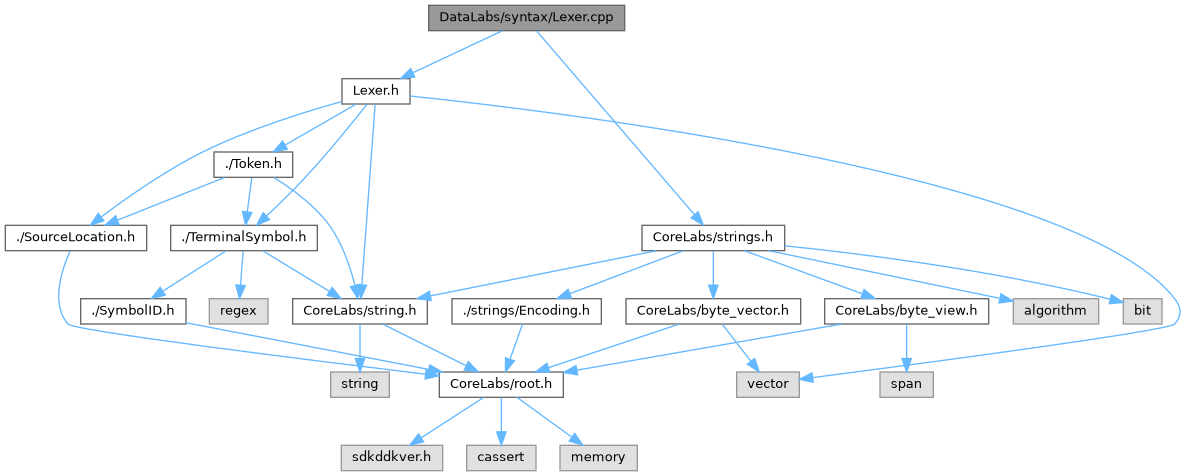 DataLabs/syntax/Lexer.cpp
Lexer.h
./Token.h
./SourceLocation.h
./TerminalSymbol.h
CoreLabs/strings.h
./SymbolID.h
regex
CoreLabs/string.h
./strings/Encoding.h
CoreLabs/byte_vector.h
CoreLabs/byte_view.h
algorithm
bit
string
CoreLabs/root.h
vector
span
sdkddkver.h
cassert
memory